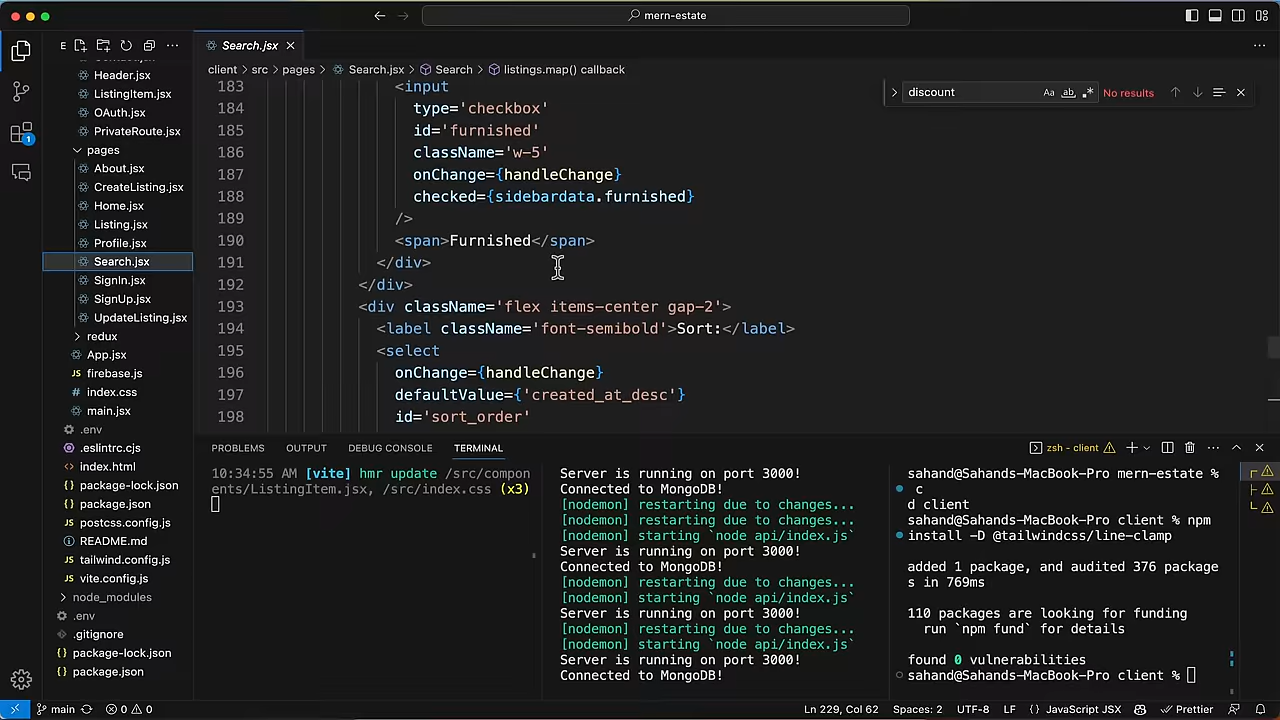 mern-estate
E
Search.jsx
client > src > pages > Search.jsx > Search > listings.map() callback
discount
Aa
ab
No results
Header.jsx
ListingItem.jsx
OAuth.jsx
PrivateRoute.jsx
pages
About.jsx
CreateListing.jsx
Home.jsx
Listing.jsx
Profile.jsx
Search.jsx
SignIn.jsx
SignUp.jsx
UpdateListing.jsx
redux
App.jsx
JS firebase.js
# index.css
main.jsx
.env
.eslintrc.cjs
<> index.html
{} package-lock.json
{} package.json
JS postcss.config.js
README.md
JS tailwind.config.js
JS vite.config.js
node_modules
.env
.gitignore
{} package-lock.json
{} package.json
1
183 <input
184 type='checkbox'
185 id='furnished'
186 className='w-5'
187 onChange={handleChange}
188 checked={sidebardata.furnished}
189 />
190 <span>Furnished</span>
191 </div>
192 </div>
193 <div className='flex items-center gap-2'>
194 <label className='font-semibold'>Sort:</label>
195 <select
196 onChange={handleChange}
197 defaultValue={'created_at_desc'}
198 id='sort_order'
PROBLEMS OUTPUT DEBUG CONSOLE TERMINAL
zsh - client
10:34:55 AM [vite] hmr update /src/compon
ents/ListingItem.jsx, /src/index.css (x3)
Server is running on port 3000!
Connected to MongoDB!
[nodemon] restarting due to changes...
[nodemon] restarting due to changes...
[nodemon] starting `node api/index.js`
Server is running on port 3000!
Connected to MongoDB!
[nodemon] restarting due to changes...
[nodemon] starting `node api/index.js`
Server is running on port 3000!
[nodemon] restarting due to changes...
[nodemon] starting `node api/index.js`
Server is running on port 3000!
Connected to MongoDB!
sahand@Sahands-MacBook-Pro mern-estate %
c
d client
sahand@Sahands-MacBook-Pro client % npm
install -D @tailwindcss/line-clamp
added 1 package, and audited 376 package
s in 769ms
110 packages are looking for funding
run `npm fund` for details
found 0 vulnerabilities
sahand@Sahands-MacBook-Pro client %
main
0 0
Ln 229, Col 62
Spaces: 2
UTF-8
LF
{} JavaScript JSX
Prettier